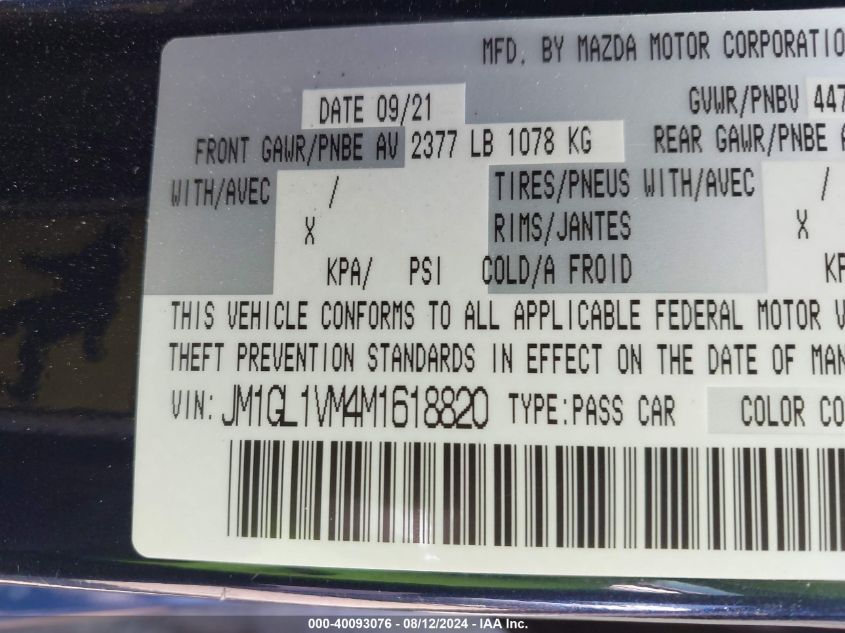 MFD. BY MAZDA MOTOR CORPORATIO
DATE 09/21 GVWR/PNBV 447
FRONT GAWR/PNBE AV 2377 LB 1078 KG REAR GAWR/PNBE A
WITH/AVEC / TIRES/PNEUS WITH/AVEC /
X RIMS/JANTES X
KPA/ PSI COLD/A FROID KP
THIS VEHICLE CONFORMS TO ALL APPLICABLE FEDERAL MOTOR V
THEFT PREVENTION STANDARDS IN EFFECT ON THE DATE OF MAN
VIN: JM1GL1VM4M1618820 TYPE:PASS CAR COLOR CO
000-40093076 - 08/12/2024 - IAA Inc.